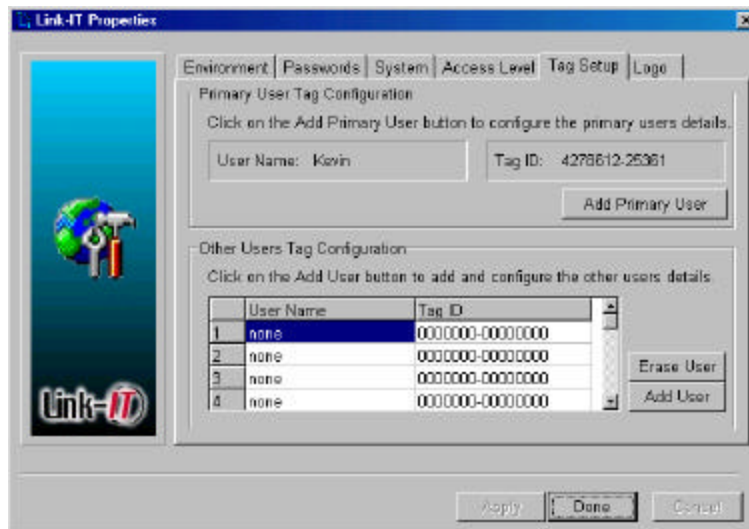 Link-IT Properties
Environment Passwords System Access Level Tag Setup Logo
Primary User Tag Configuration
Click on the Add Primary User button to configure the primary users details.
User Name: Kevin Tag ID: 4278612-25361
Add Primary User
Other Users Tag Configuration
Click on the Add User button to add and configure the other users details.
User Name Tag ID
1 none 0000000-00000000
2 none 0000000-00000000
3 none 0000000-00000000
4 none 0000000-00000000
Erase User
Add User
Link-IT
Apply Done Cancel